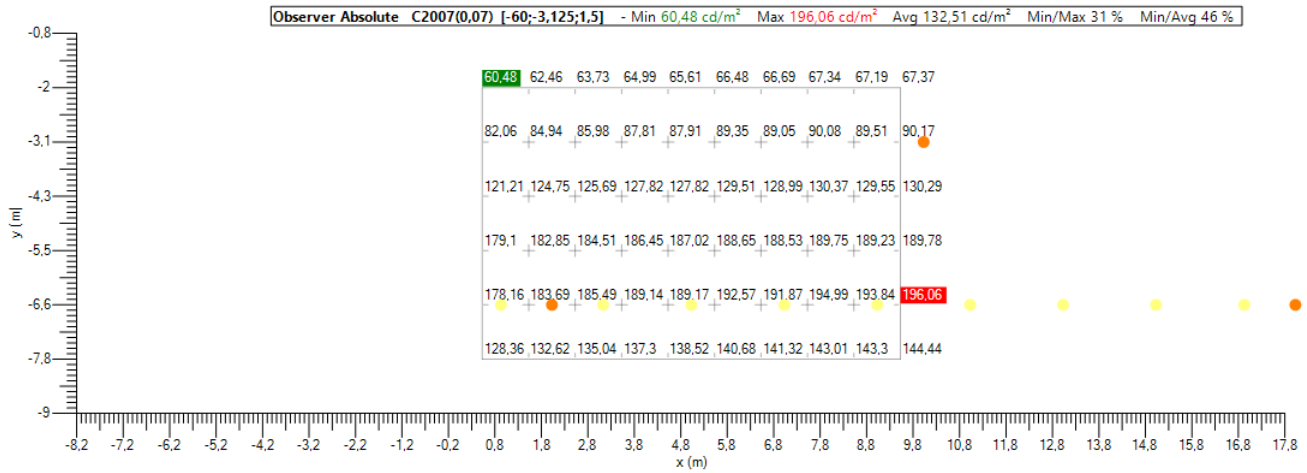 Observer Absolute C2007(0,07) [-60;-3,125;1,5] - Min 60,48 cd/m² Max 196,06 cd/m² Avg 132,51 cd/m² Min/Max 31 % Min/Avg 46 %
-0,8
60,48 62,46 63,73 64,99 65,61 66,48 66,69 67,34 67,19 67,37
-2
82,06 84,94 85,98 87,81 87,91 89,35 89,05 90,08 89,51 90,17
-3,1
121,21 124,75 125,69 127,82 127,82 129,51 128,99 130,37 129,55 130,29
-4,3
y (m)
179,1 182,85 184,51 186,45 187,02 188,65 188,53 189,75 189,23 189,78
-5,5
178,16 183,69 185,49 189,14 189,17 192,57 191,87 194,99 193,84 196,06
-6,6
128,36 132,62 135,04 137,3 138,52 140,68 141,32 143,01 143,3 144,44
-7,8
-9
-8,2 -7,2 -6,2 -5,2 -4,2 -3,2 -2,2 -1,2 -0,2 0,8 1,8 2,8 3,8 4,8 5,8 6,8 7,8 8,8 9,8 10,8 11,8 12,8 13,8 14,8 15,8 16,8 17,8
x (m)